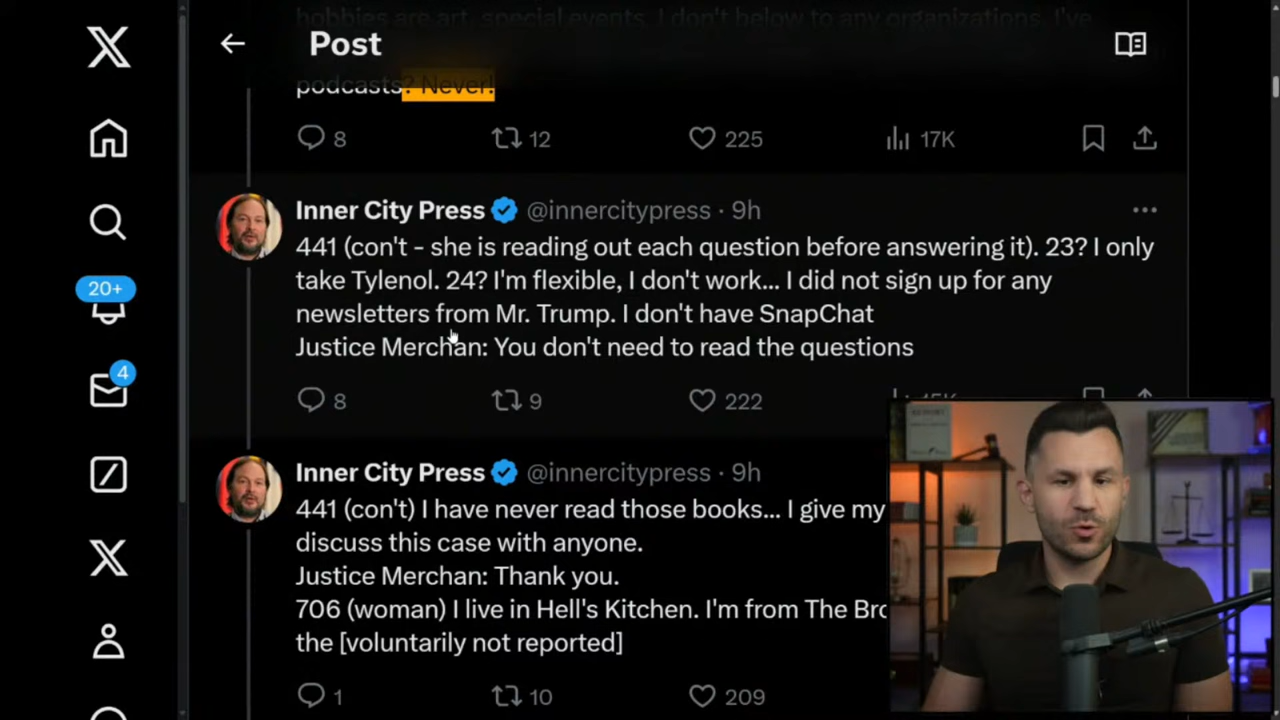 hobbies are art, special events, I don't below to any organizations. I've
Post
podcasts? Never!
8 12 225 17K
Inner City Press @innercitypress · 9h
441 (con't - she is reading out each question before answering it). 23? I only
take Tylenol. 24? I'm flexible, I don't work... I did not sign up for any
newsletters from Mr. Trump. I don't have SnapChat
Justice Merchan: You don't need to read the questions
20+
4
8 9 222
Inner City Press @innercitypress · 9h
441 (con't) I have never read those books... I give my
discuss this case with anyone.
Justice Merchan: Thank you.
706 (woman) I live in Hell's Kitchen. I'm from The Bro
the [voluntarily not reported]
1 10 209